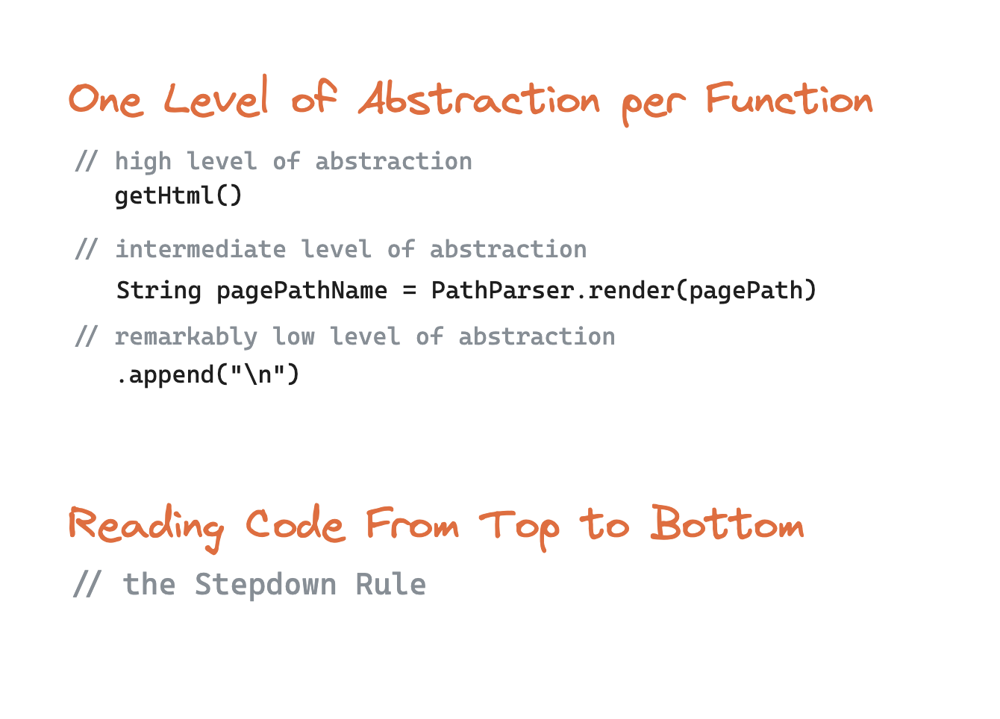 One Level of Abstraction per Function
// high level of abstraction
getHtml()
// intermediate level of abstraction
String pagePathName = PathParser.render(pagePath)
// remarkably low level of abstraction
.append("\n")
Reading Code From Top to Bottom
// the Stepdown Rule